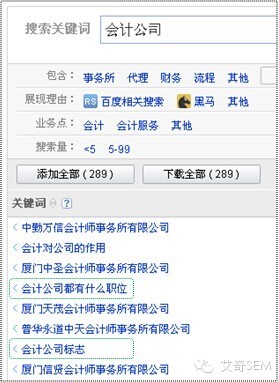 搜索关键词 会计公司
包含： 事务所 代理 财务 流程 其他
展现理由： RS 百度相关搜索 黑马 其他
业务点： 会计 会计服务 其他
搜索量： <5 5-99
添加全部 ( 289 ) 下载全部 ( 289 )
关键词 ?
中勤万信会计师事务所有限公司
会计对公司的作用
厦门中圣会计师事务所有限公司
会计公司都有什么职位
厦门天茂会计师事务所有限公司
普华永道中天会计师事务所有限公司
会计公司标志
厦门信贤会计师事务所有限公司
艾奇SEM